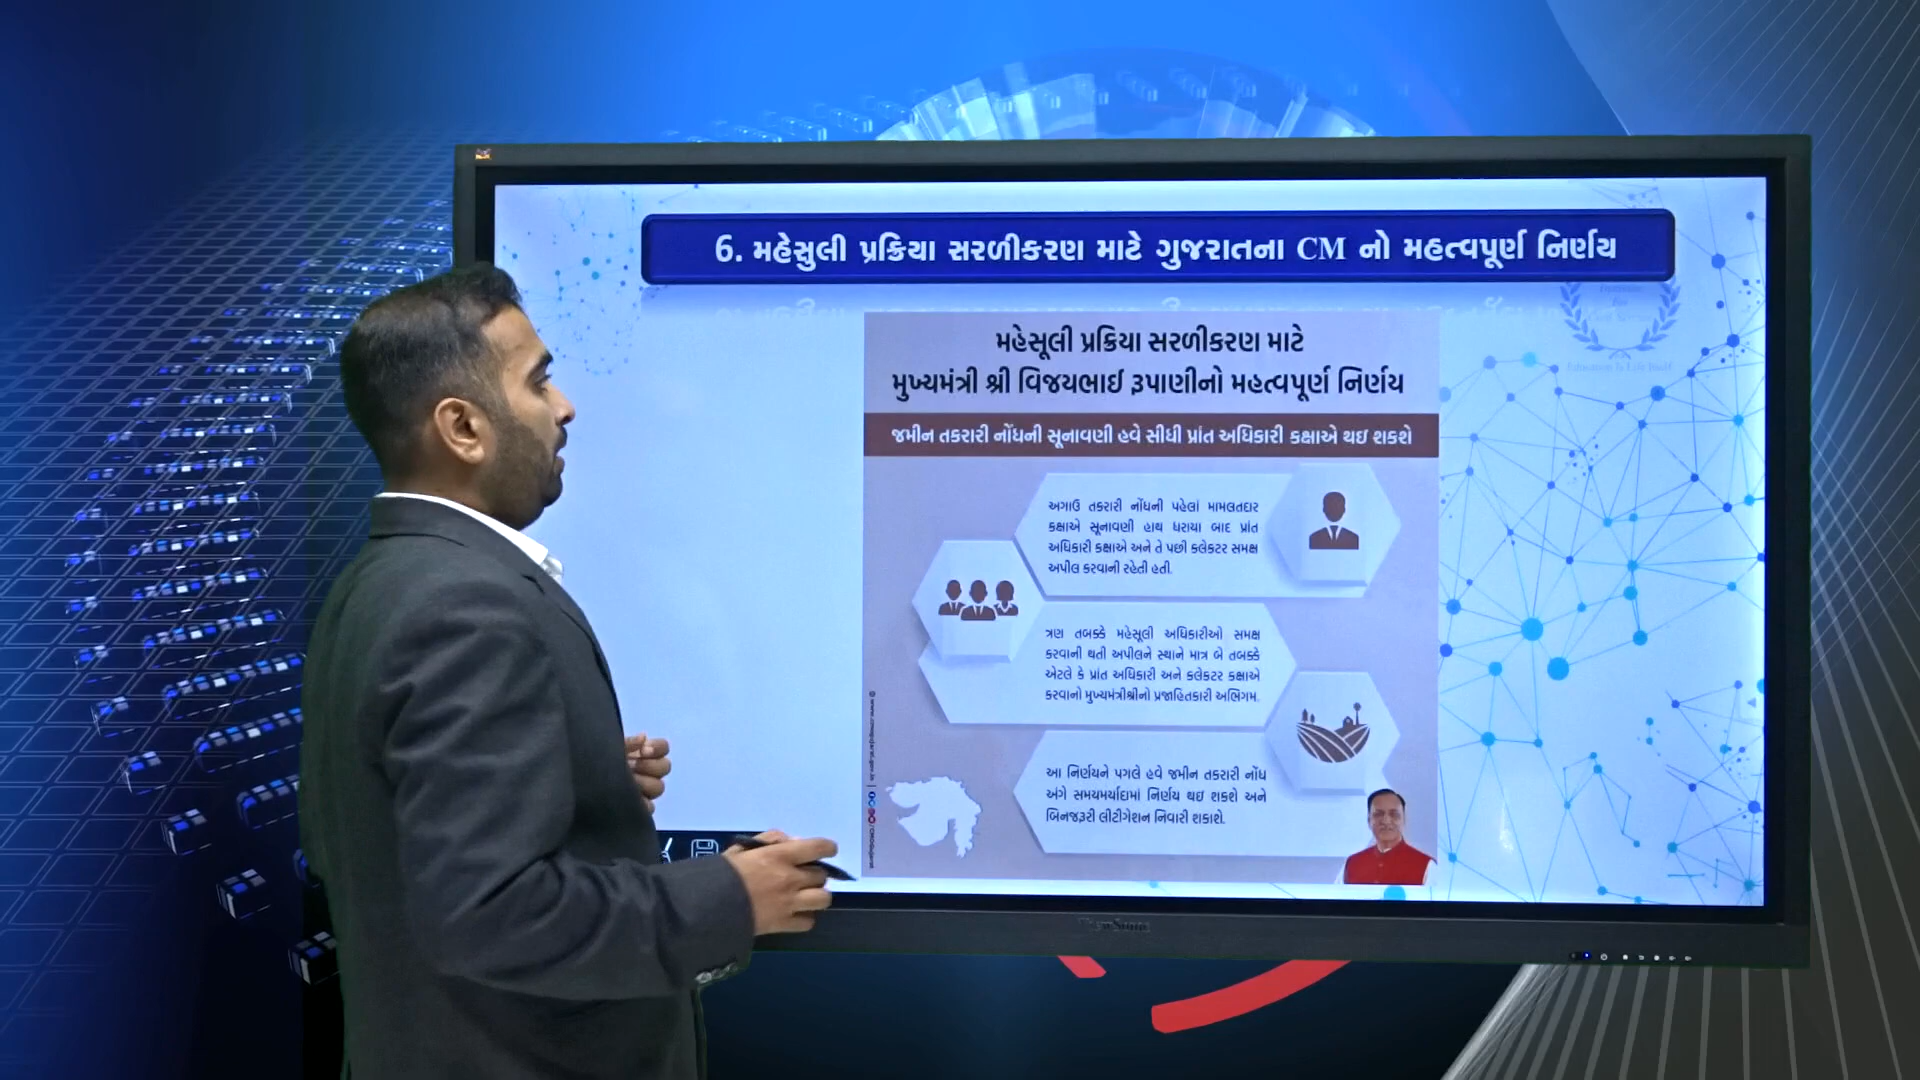 6. મહેસુલી પ્રક્રિયા સરળીકરણ માટે ગુજરાતના CM નો મહત્વપૂર્ણ નિર્ણય
મહેસૂલી પ્રક્રિયા સરળીકરણ માટે
મુખ્યમંત્રી શ્રી વિજયભાઈ રૂપાણીનો મહત્વપૂર્ણ નિર્ણય
જમીન તકરારી નોંધની સૂનાવણી હવે સીધી પ્રાંત અધિકારી કક્ષાએ થઇ શકશે
અગાઉ તકરારી નોંધની પહેલાં મામલતદાર
કક્ષાએ સૂનાવણી હાથ ધરાયા બાદ પ્રાંત
અધિકારી કક્ષાએ અને તે પછી કલેકટર સમક્ષ
અપીલ કરવાની રહેતી હતી.
ત્રણ તબક્કે મહેસૂલી અધિકારીઓ સમક્ષ
કરવાની થતી અપીલને સ્થાને માત્ર બે તબક્કે
એટલે કે પ્રાંત અધિકારી અને કલેકટર કક્ષાએ
કરવાનો મુખ્યમંત્રીશ્રીનો પ્રજાહિતકારી અભિગમ.
આ નિર્ણયને પગલે હવે જમીન તકરારી નોંધ
અંગે સમયમર્યાદામાં નિર્ણય થઇ શકશે અને
બિનજરૂરી લીટીગેશન નિવારી શકાશે.
ViewSonic